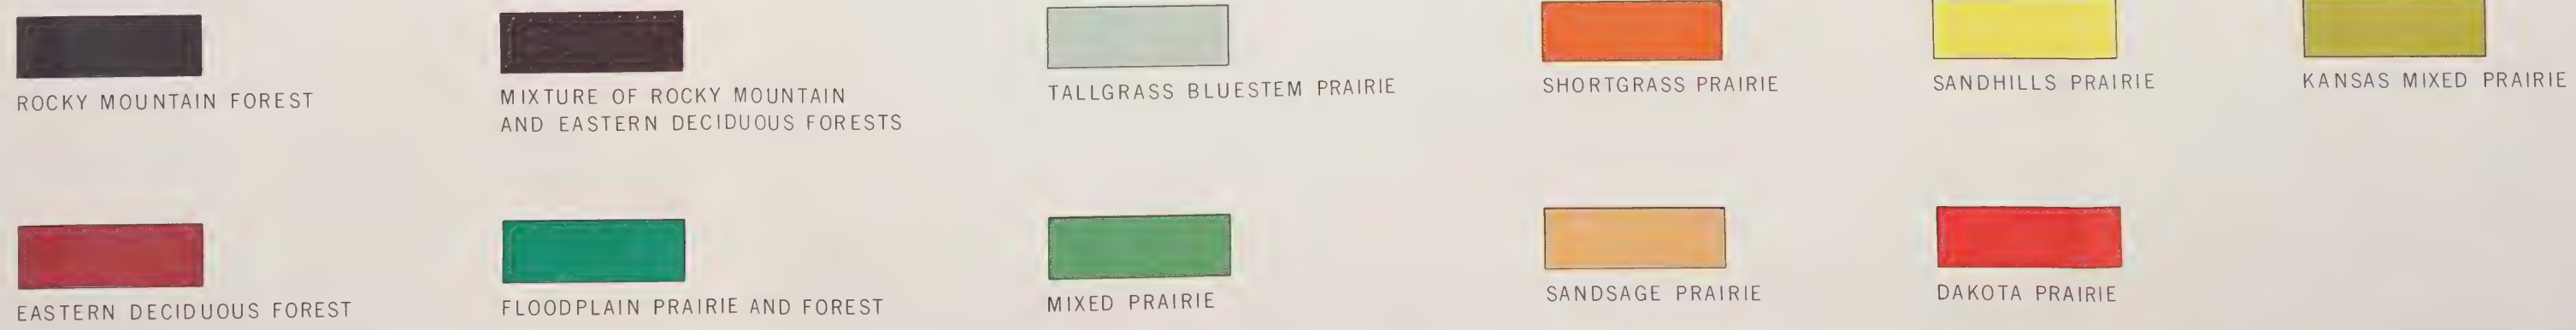 ROCKY MOUNTAIN FOREST
MIXTURE OF ROCKY MOUNTAIN
AND EASTERN DECIDUOUS FORESTS
TALLGRASS BLUESTEM PRAIRIE
SHORTGRASS PRAIRIE
SANDHILLS PRAIRIE
KANSAS MIXED PRAIRIE
EASTERN DECIDUOUS FOREST
FLOODPLAIN PRAIRIE AND FOREST
MIXED PRAIRIE
SANDSAGE PRAIRIE
DAKOTA PRAIRIE